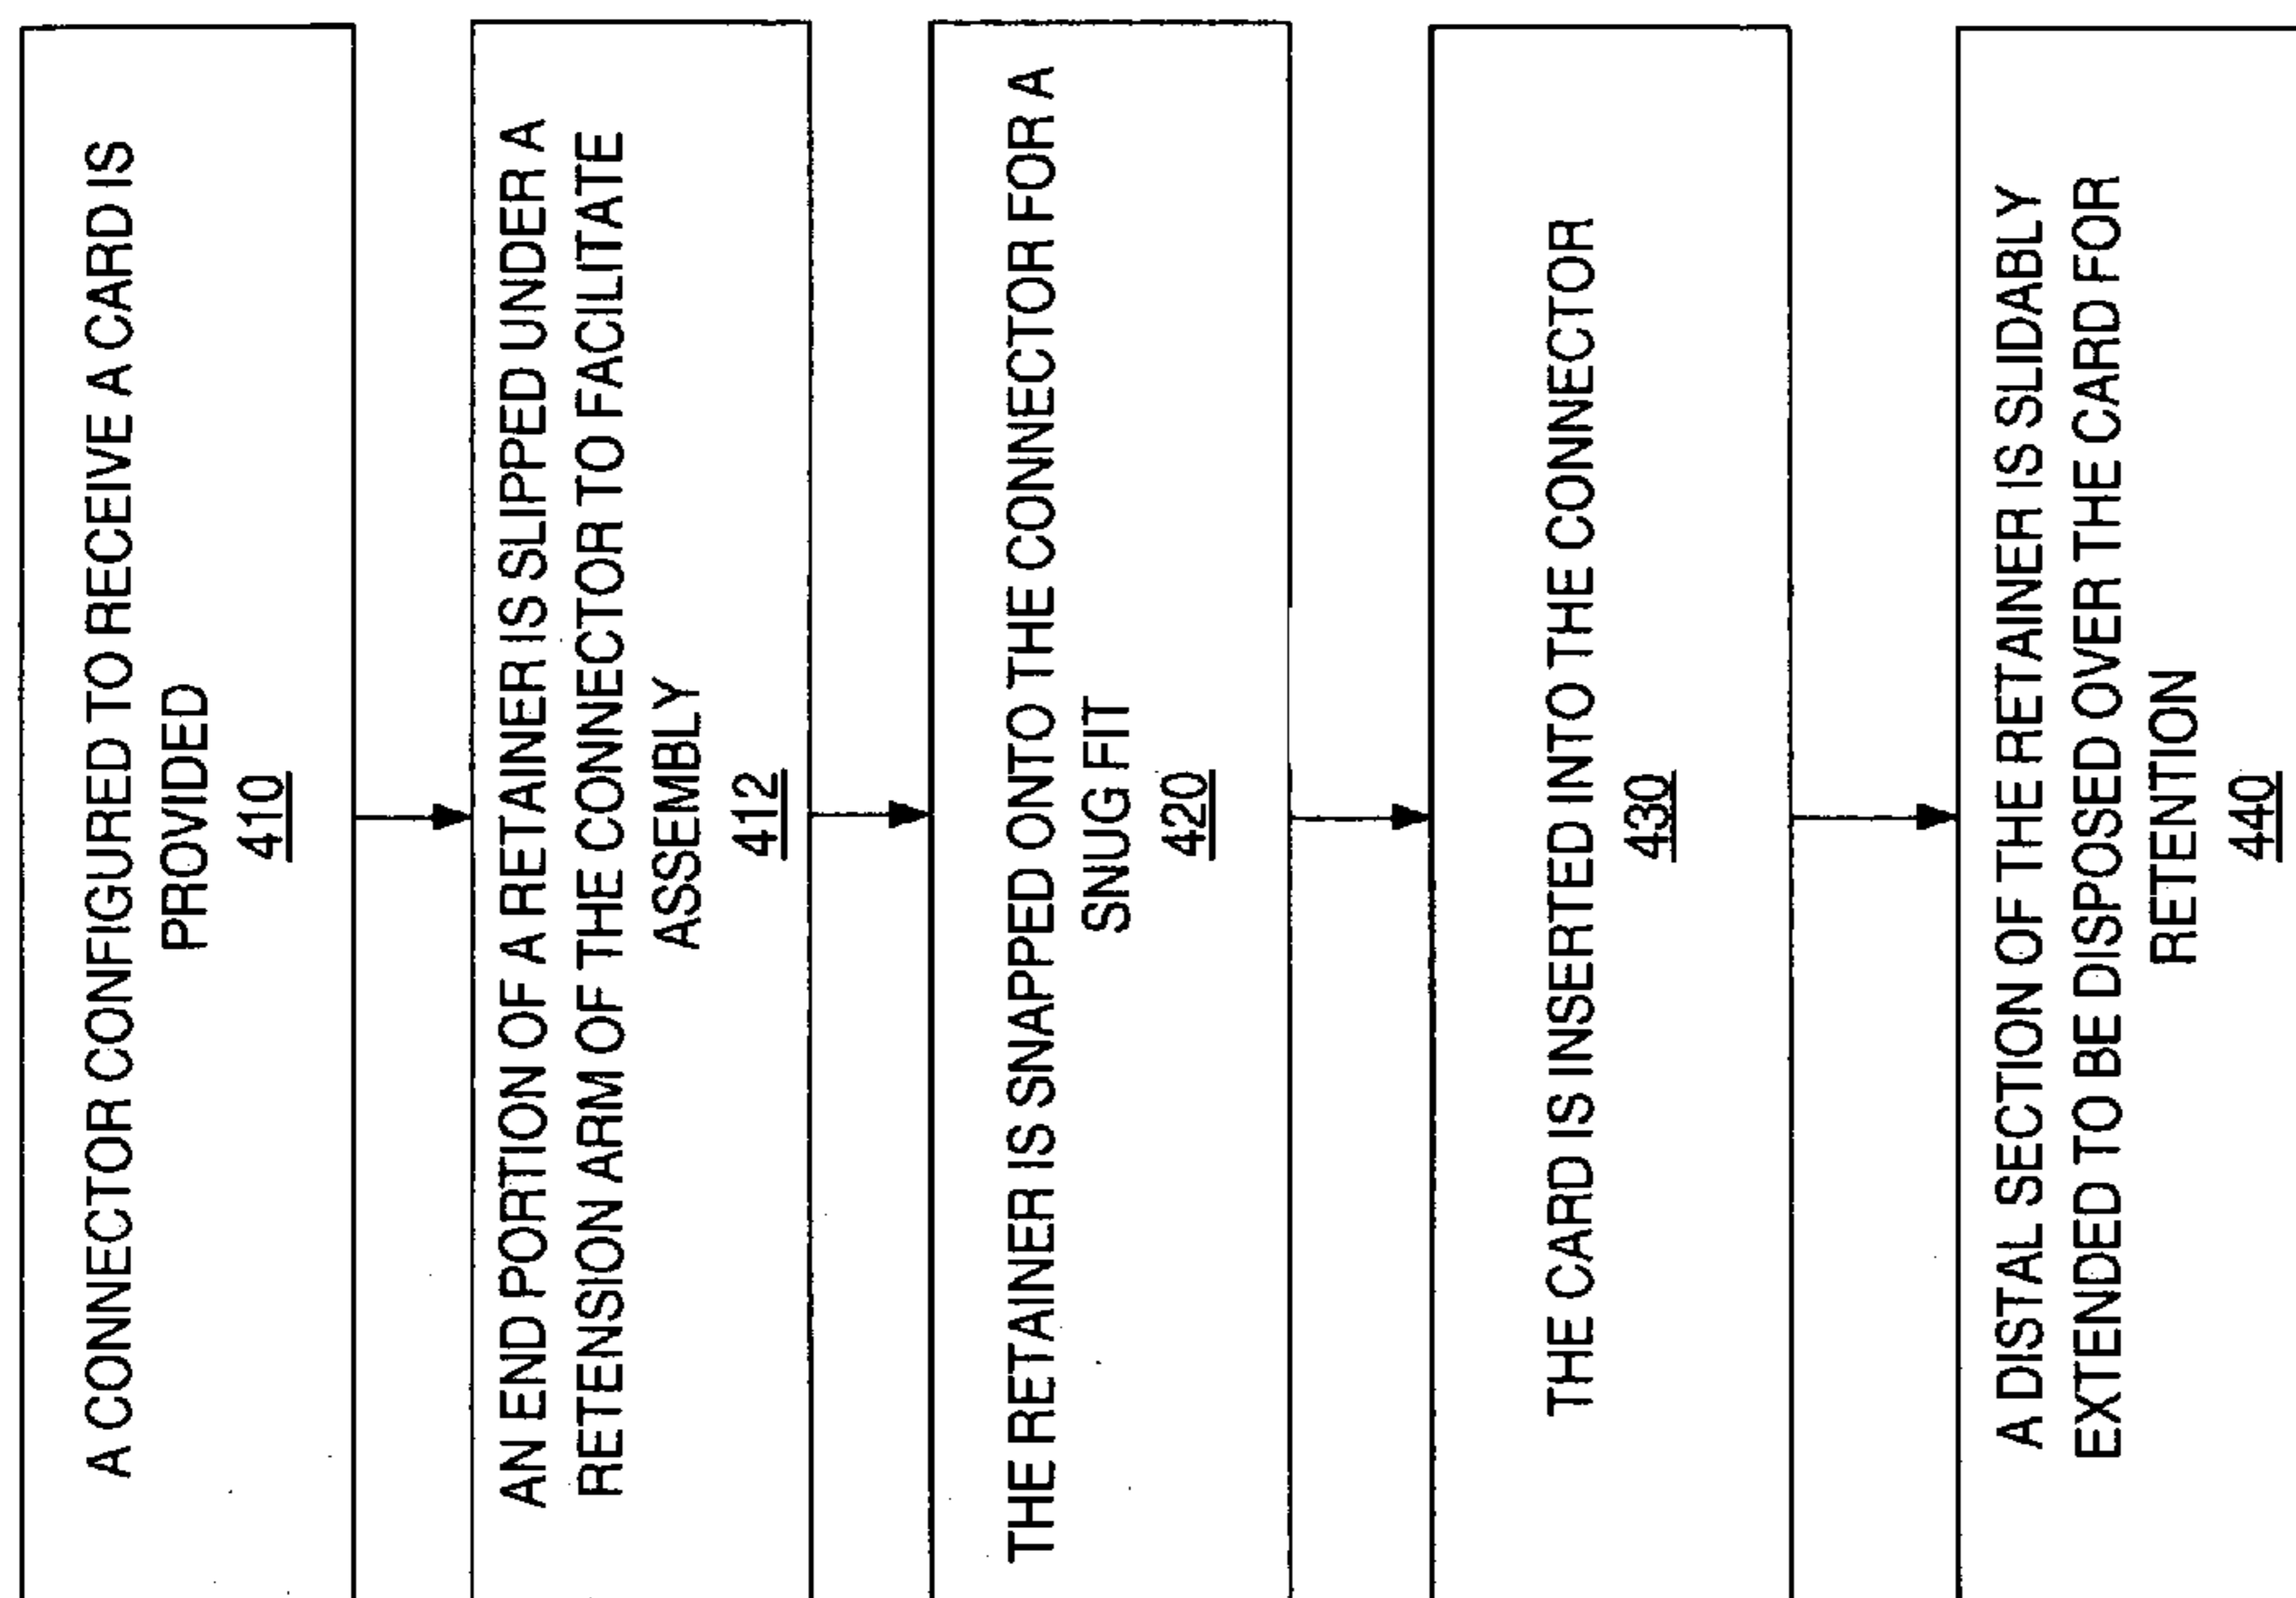 A CONNECTOR CONFIGURED TO RECEIVE A CARD IS
PROVIDED
410
AN END PORTION OF A RETAINER IS SLIPPED UNDER A
RETENSION ARM OF THE CONNECTOR TO FACILITATE
ASSEMBLY
412
THE RETAINER IS SNAPPED ONTO THE CONNECTOR FOR A
SNUG FIT
420
THE CARD IS INSERTED INTO THE CONNECTOR
430
A DISTAL SECTION OF THE RETAINER IS SLIDABLY
EXTENDED TO BE DISPOSED OVER THE CARD FOR
RETENTION
440